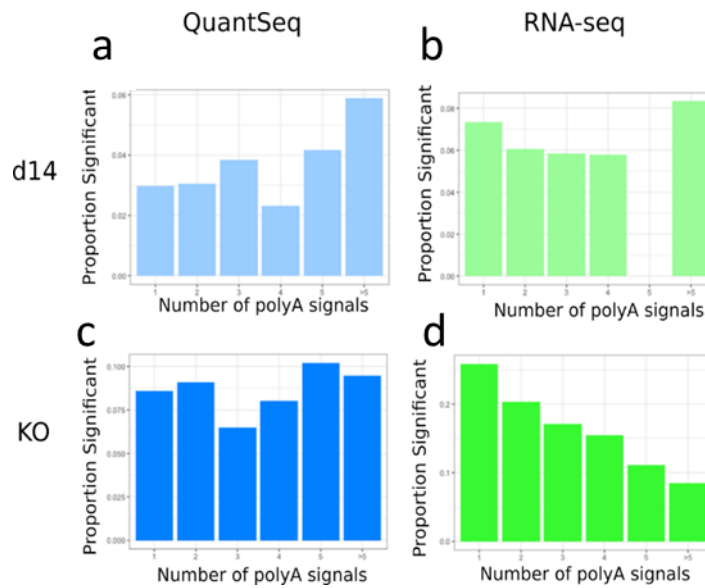 QuantSeq
RNA-seq
a
b
d14
Proportion Significant
0.06
0.04
0.02
0.00
1 2 3 4 5 >5
Number of polyA signals
Proportion Significant
0.08
0.06
0.04
0.02
0.00
1 2 3 4 5 >5
Number of polyA signals
c
d
KO
Proportion Significant
0.100
0.075
0.050
0.025
0.000
1 2 3 4 5 >5
Number of polyA signals
Proportion Significant
0.2
0.1
0.0
1 2 3 4 5 >5
Number of polyA signals